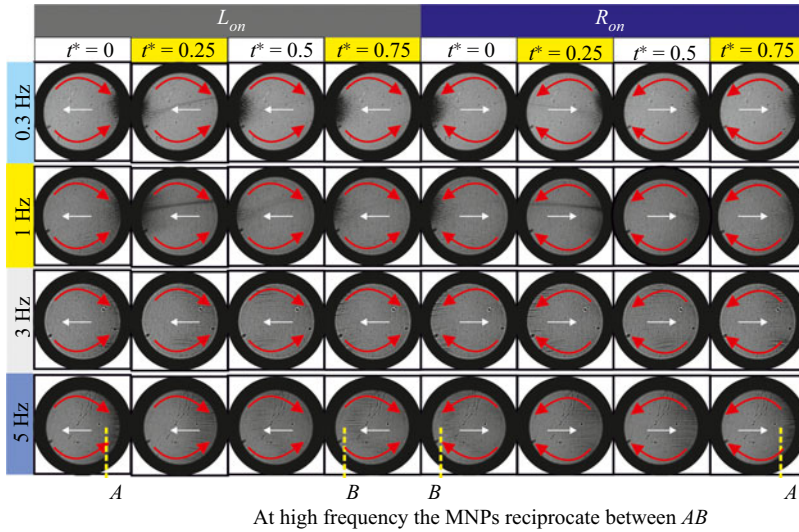 L_on R_on
t* = 0 t* = 0.25 t* = 0.5 t* = 0.75 t* = 0 t* = 0.25 t* = 0.5 t* = 0.75
0.3 Hz
1 Hz
3 Hz
5 Hz
A B B A
At high frequency the MNPs reciprocate between AB